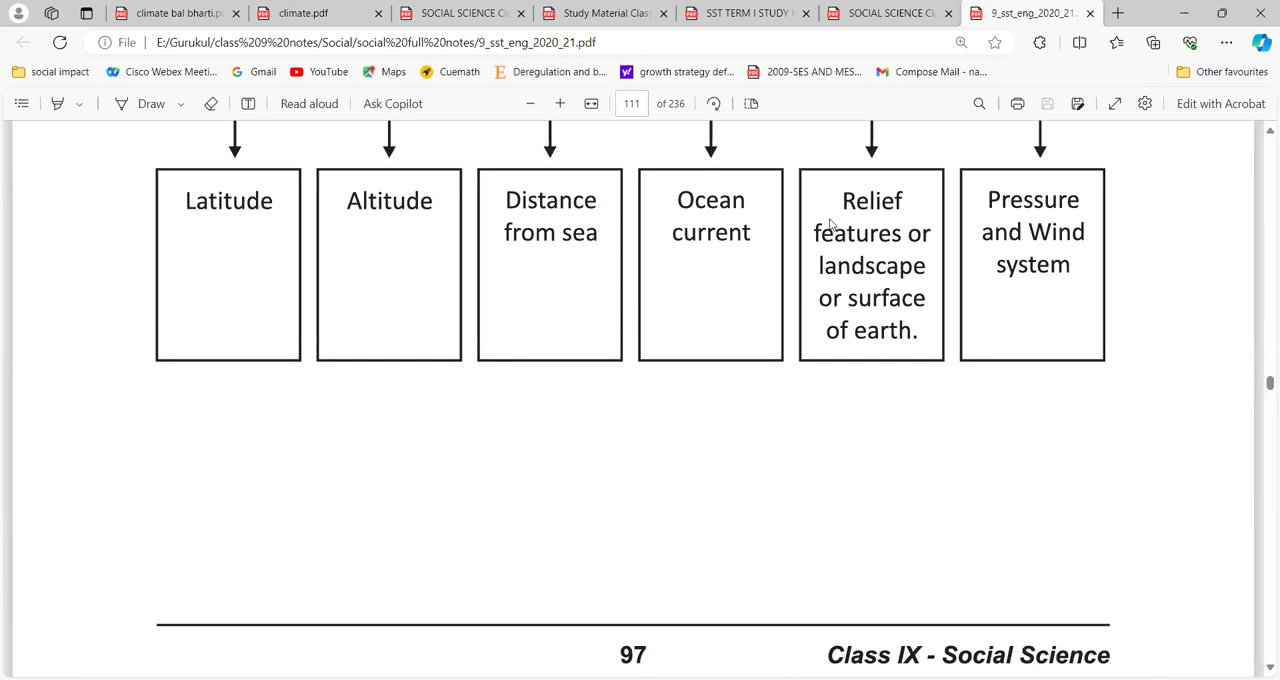 climate bal bharti.p
climate.pdf
SOCIAL SCIENCE Cl
Study Material Class
SST TERM I STUDY
SOCIAL SCIENCE Cl
9_sst_eng_2020_21.
File
E:/Gurukul/class%209%20notes/Social/social%20full%20notes/9_sst_eng_2020_21.pdf
social impact
Cisco Webex Meeti...
Gmail
YouTube
Maps
Cuemath
Deregulation and b...
growth strategy def...
2009-SES AND MES...
Compose Mail - na...
Other favourites
Draw
Read aloud
Ask Copilot
111
of 236
Edit with Acrobat
Latitude
Altitude
Distance
from sea
Ocean
current
Relief
features or
landscape
or surface
of earth.
Pressure
and Wind
system
97
Class IX - Social Science